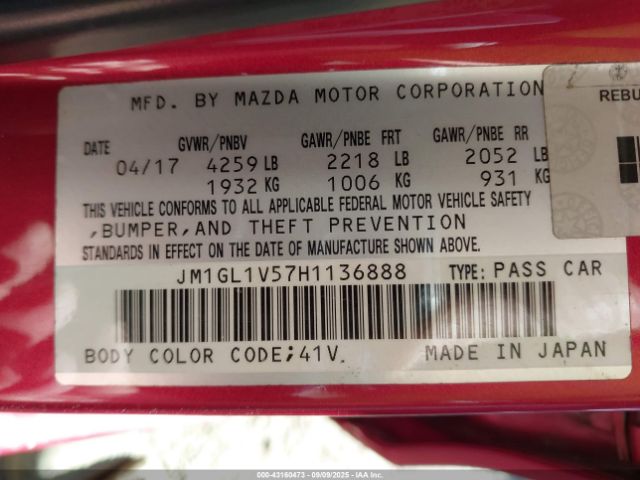 MFD. BY MAZDA MOTOR CORPORATION
REBU
DATE GVWR/PNBV GAWR/PNBE FRT GAWR/PNBE RR
04/17 4259 LB 2218 LB 2052 LB
1932 KG 1006 KG 931 KG
THIS VEHICLE CONFORMS TO ALL APPLICABLE FEDERAL MOTOR VEHICLE SAFETY
,BUMPER,AND THEFT PREVENTION
STANDARDS IN EFFECT ON THE DATE OF MANUFACTURE SHOWN ABOVE.
JM1GL1V57H1136888 TYPE: PASS CAR
BODY COLOR CODE;41V. MADE IN JAPAN
000-43160473 - 09/09/2025 - IAAI.COM